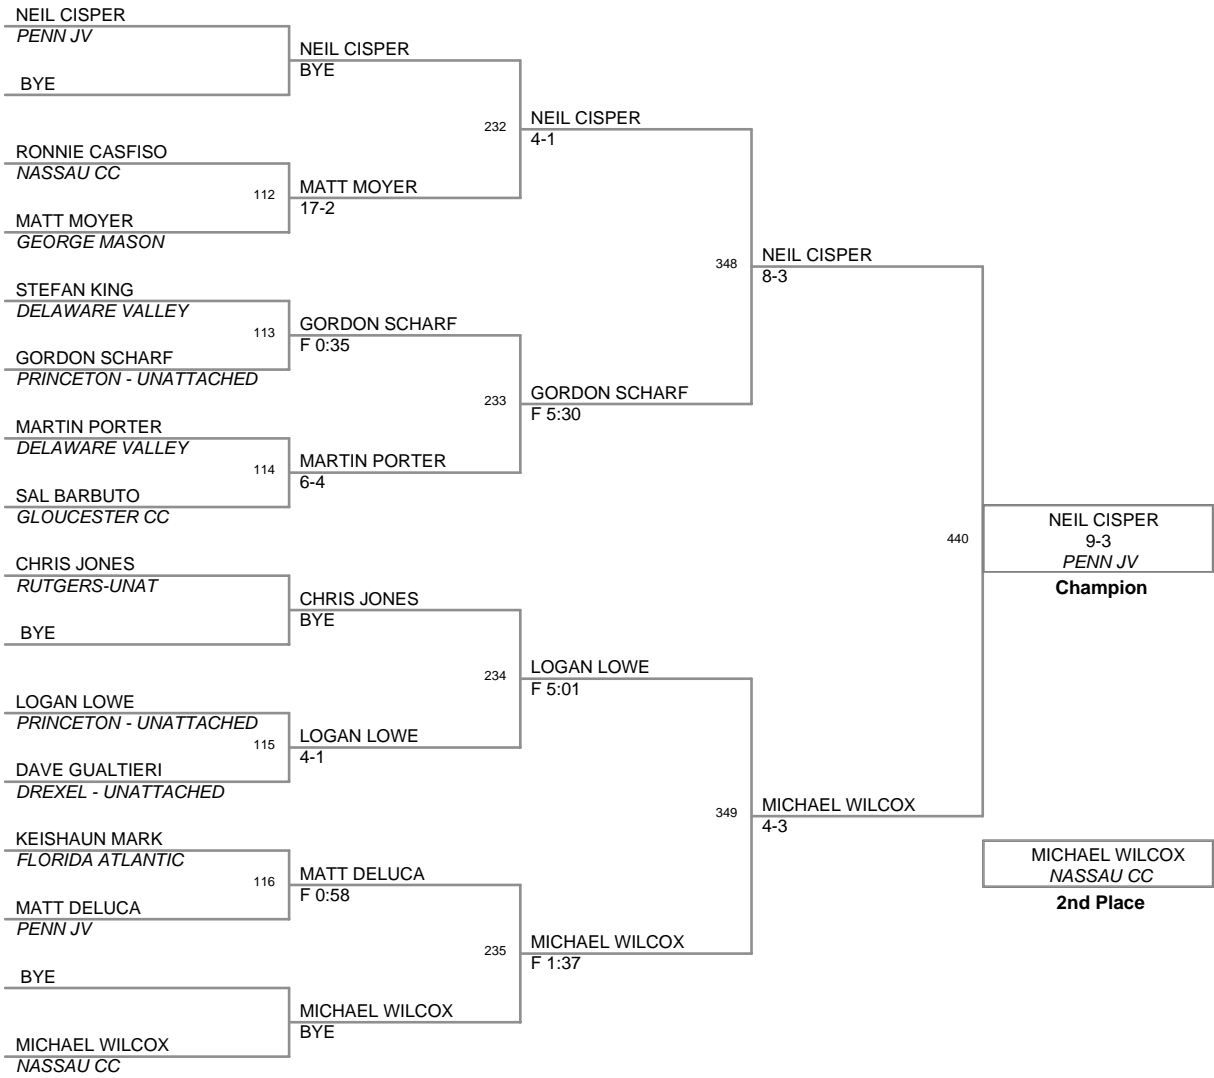 NEIL CISPER
PENN JV
BYE
RONNIE CASFISO
NASSAU CC
112
MATT MOYER
GEORGE MASON
STEFAN KING
DELAWARE VALLEY
113
GORDON SCHARF
PRINCETON - UNATTACHED
MARTIN PORTER
DELAWARE VALLEY
114
SAL BARBUTO
GLOUCESTER CC
CHRIS JONES
RUTGERS-UNAT
BYE
LOGAN LOWE
PRINCETON - UNATTACHED
115
DAVE GUALTIERI
DREXEL - UNATTACHED
KEISHAUN MARK
FLORIDA ATLANTIC
116
MATT DELUCA
PENN JV
BYE
MICHAEL WILCOX
NASSAU CC
NEIL CISPER
BYE
232
MATT MOYER
17-2
GORDON SCHARF
F 0:35
233
MARTIN PORTER
6-4
CHRIS JONES
BYE
234
LOGAN LOWE
4-1
MATT DELUCA
F 0:58
235
MICHAEL WILCOX
BYE
NEIL CISPER
4-1
348
GORDON SCHARF
F 5:30
LOGAN LOWE
F 5:01
349
MICHAEL WILCOX
F 1:37
NEIL CISPER
8-3
440
MICHAEL WILCOX
4-3
NEIL CISPER
9-3
PENN JV
Champion
MICHAEL WILCOX
NASSAU CC
2nd Place